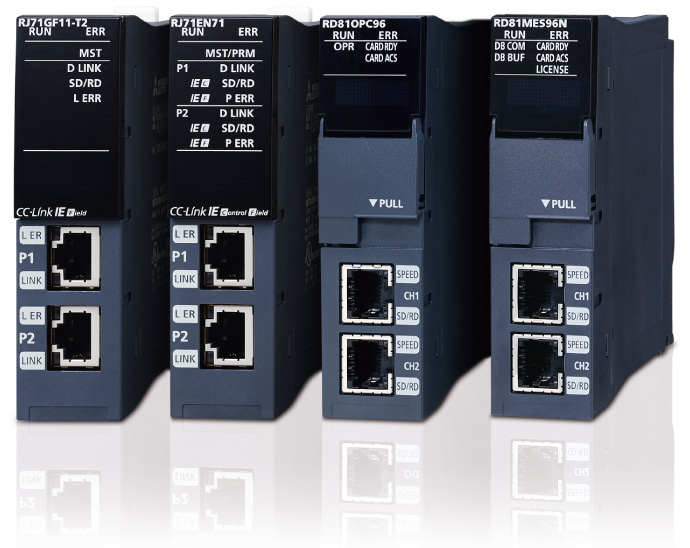 RJ71GF11-T2
RUN ERR
MST
D LINK
SD/RD
L ERR
CC-Link IE Field
L ER
P1
LINK
L ER
P2
LINK
RJ71EN71
RUN ERR
MST/PRM
P1 D LINK
IE C SD/RD
IE F P ERR
P2 D LINK
IE C SD/RD
IE F P ERR
CC-Link IE Control Field
L ER
P1
LINK
L ER
P2
LINK
RD81OPC96
RUN ERR
OPR CARD RDY
CARD ACS
▼PULL
SPEED
CH1
SD/RD
SPEED
CH2
SD/RD
RD81MES96N
RUN ERR
DB COM CARD RDY
DB BUF CARD ACS
LICENSE
▼PULL
SPEED
CH1
SD/RD
SPEED
CH2
SD/RD